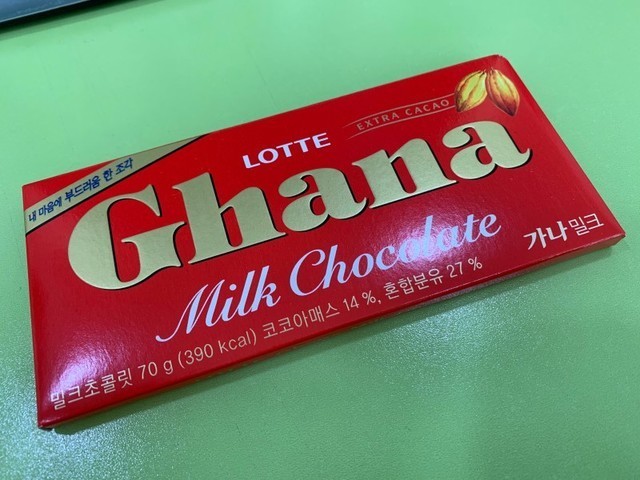 내 마음에 부드러움 한 조각
LOTTE
EXTRA CACAO
Ghana
Milk Chocolate
가나 밀크
밀크초콜릿 70 g (390 kcal) 코코아매스 14 %, 혼합분유 27 %